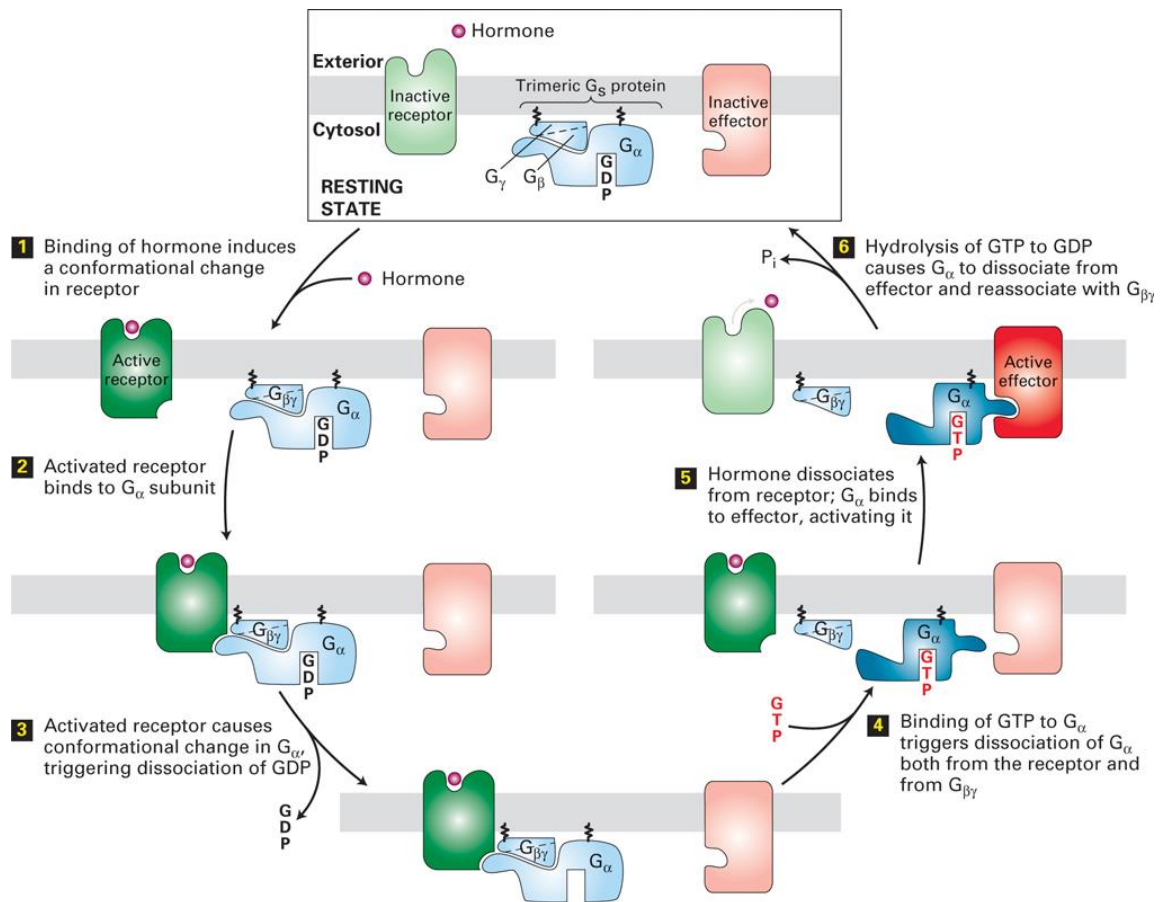 Hormone
Exterior
Inactive
receptor
Trimeric Gs protein
Inactive
effector
Cytosol
Gα
Gγ
Gβ
G
D
P
RESTING
STATE
1 Binding of hormone induces
a conformational change
in receptor
Hormone
Active
receptor
Gβγ
Gα
G
D
P
2 Activated receptor
binds to Gα subunit
Gβγ
Gα
G
D
P
3 Activated receptor causes
conformational change in Gα,
triggering dissociation of GDP
G
D
P
Gβγ
Gα
G
T
P
4 Binding of GTP to Gα
triggers dissociation of Gα
both from the receptor and
from Gβγ
Gβγ
Gα
G
T
P
5 Hormone dissociates
from receptor; Gα binds
to effector, activating it
Gβγ
Gα
G
T
P
Active
effector
Pi
6 Hydrolysis of GTP to GDP
causes Gα to dissociate from
effector and reassociate with Gβγ